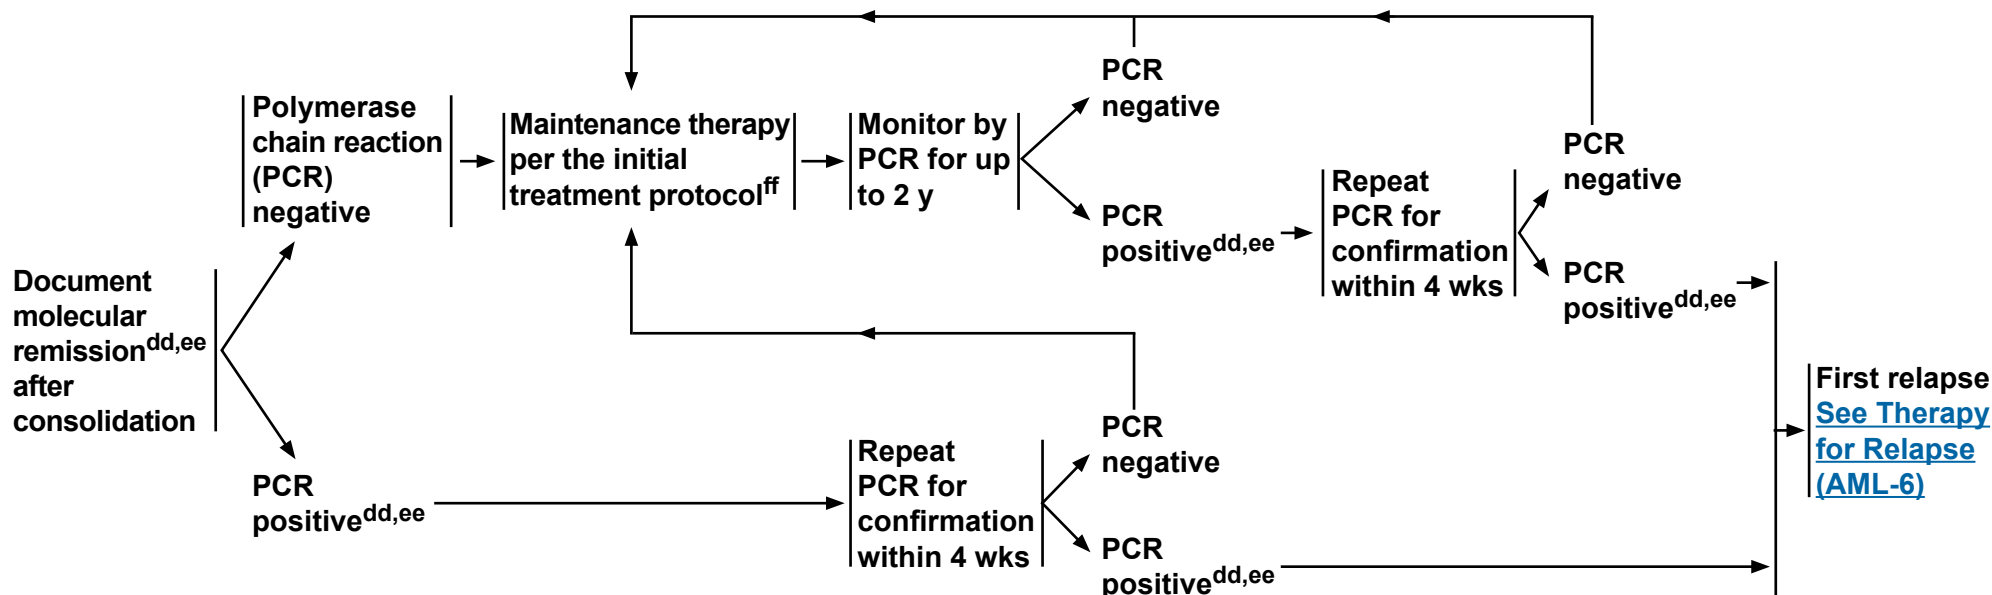 Document
molecular
remissiondd,ee
after
consolidation
Polymerase
chain reaction
(PCR)
negative
Maintenance therapy
per the initial
treatment protocolff
Monitor by
PCR for up
to 2 y
PCR
negative
PCR
positivedd,ee
Repeat
PCR for
confirmation
within 4 wks
PCR
negative
PCR
positivedd,ee
PCR
positivedd,ee
Repeat
PCR for
confirmation
within 4 wks
PCR
negative
PCR
positivedd,ee
First relapse
See Therapy
for Relapse
(AML-6)